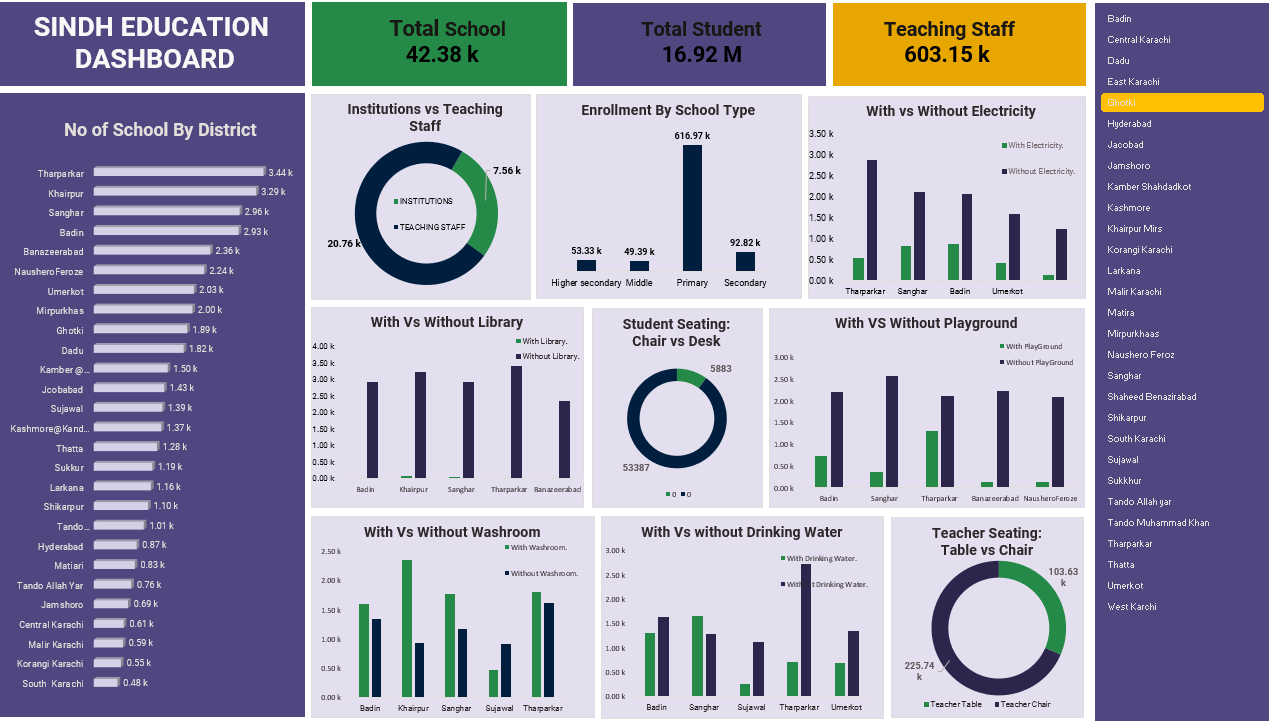 SINDH EDUCATION
DASHBOARD
Total School
42.38 k
Total Student
16.92 M
Teaching Staff
603.15 k
No of School By District
Tharparkar 3.44 k
Khairpur 3.29 k
Sanghar 2.96 k
Badin 2.93 k
Banazeerabad 2.36 k
NausheroFeroze 2.24 k
Umerkot 2.03 k
Mirpurkhas 2.00 k
Ghotki 1.89 k
Dadu 1.82 k
Kamber @... 1.50 k
Jcobabad 1.43 k
Sujawal 1.39 k
Kashmore@Kand... 1.37 k
Thatta 1.28 k
Sukkur 1.19 k
Larkana 1.16 k
Shikarpur 1.10 k
Tando... 1.01 k
Hyderabad 0.87 k
Matiari 0.83 k
Tando Allah Yar 0.76 k
Jamshoro 0.69 k
Central Karachi 0.61 k
Malir Karachi 0.59 k
Korangi Karachi 0.55 k
South Karachi 0.48 k
Institutions vs Teaching
Staff
7.56 k
INSTITUTIONS
TEACHING STAFF
20.76 k
Enrollment By School Type
616.97 k
53.33 k
49.39 k
92.82 k
Higher secondary Middle Primary Secondary
With vs Without Electricity
3.50 k
3.00 k
2.50 k
2.00 k
1.50 k
1.00 k
0.50 k
0.00 k
With Electricity.
Without Electricity.
Tharparkar Sanghar Badin Umerkot
With Vs Without Library
With Library.
Without Library.
4.00 k
3.50 k
3.00 k
2.50 k
2.00 k
1.50 k
1.00 k
0.50 k
0.00 k
Badin Khairpur Sanghar Tharparkar Banazeerabad
Student Seating:
Chair vs Desk
5883
53387
0 0
With VS Without Playground
With PlayGround
Without PlayGround
3.00 k
2.50 k
2.00 k
1.50 k
1.00 k
0.50 k
0.00 k
Badin Sanghar Tharparkar Banazeerabad NausheroFeroze
With Vs Without Washroom
With Washroom.
Without Washroom.
2.50 k
2.00 k
1.50 k
1.00 k
0.50 k
0.00 k
Badin Khairpur Sanghar Sujawal Tharparkar
With Vs without Drinking Water
With Drinking Water.
Without Drinking Water.
3.00 k
2.50 k
2.00 k
1.50 k
1.00 k
0.50 k
0.00 k
Badin Sanghar Sujawal Tharparkar Umerkot
Teacher Seating:
Table vs Chair
103.63
k
225.74
k
Teacher Table Teacher Chair
Badin
Central Karachi
Dadu
East Karachi
Ghotki
Hyderabad
Jacobad
Jamshoro
Kamber Shahdadkot
Kashmore
Khairpur Mirs
Korangi Karachi
Larkana
Malir Karachi
Matira
Mirpurkhaas
Naushero Feroz
Sanghar
Shaheed Benazirabad
Shikarpur
South Karachi
Sujawal
Sukkhur
Tando Allah yar
Tando Muhammad Khan
Tharparkar
Thatta
Umerkot
West Karchi